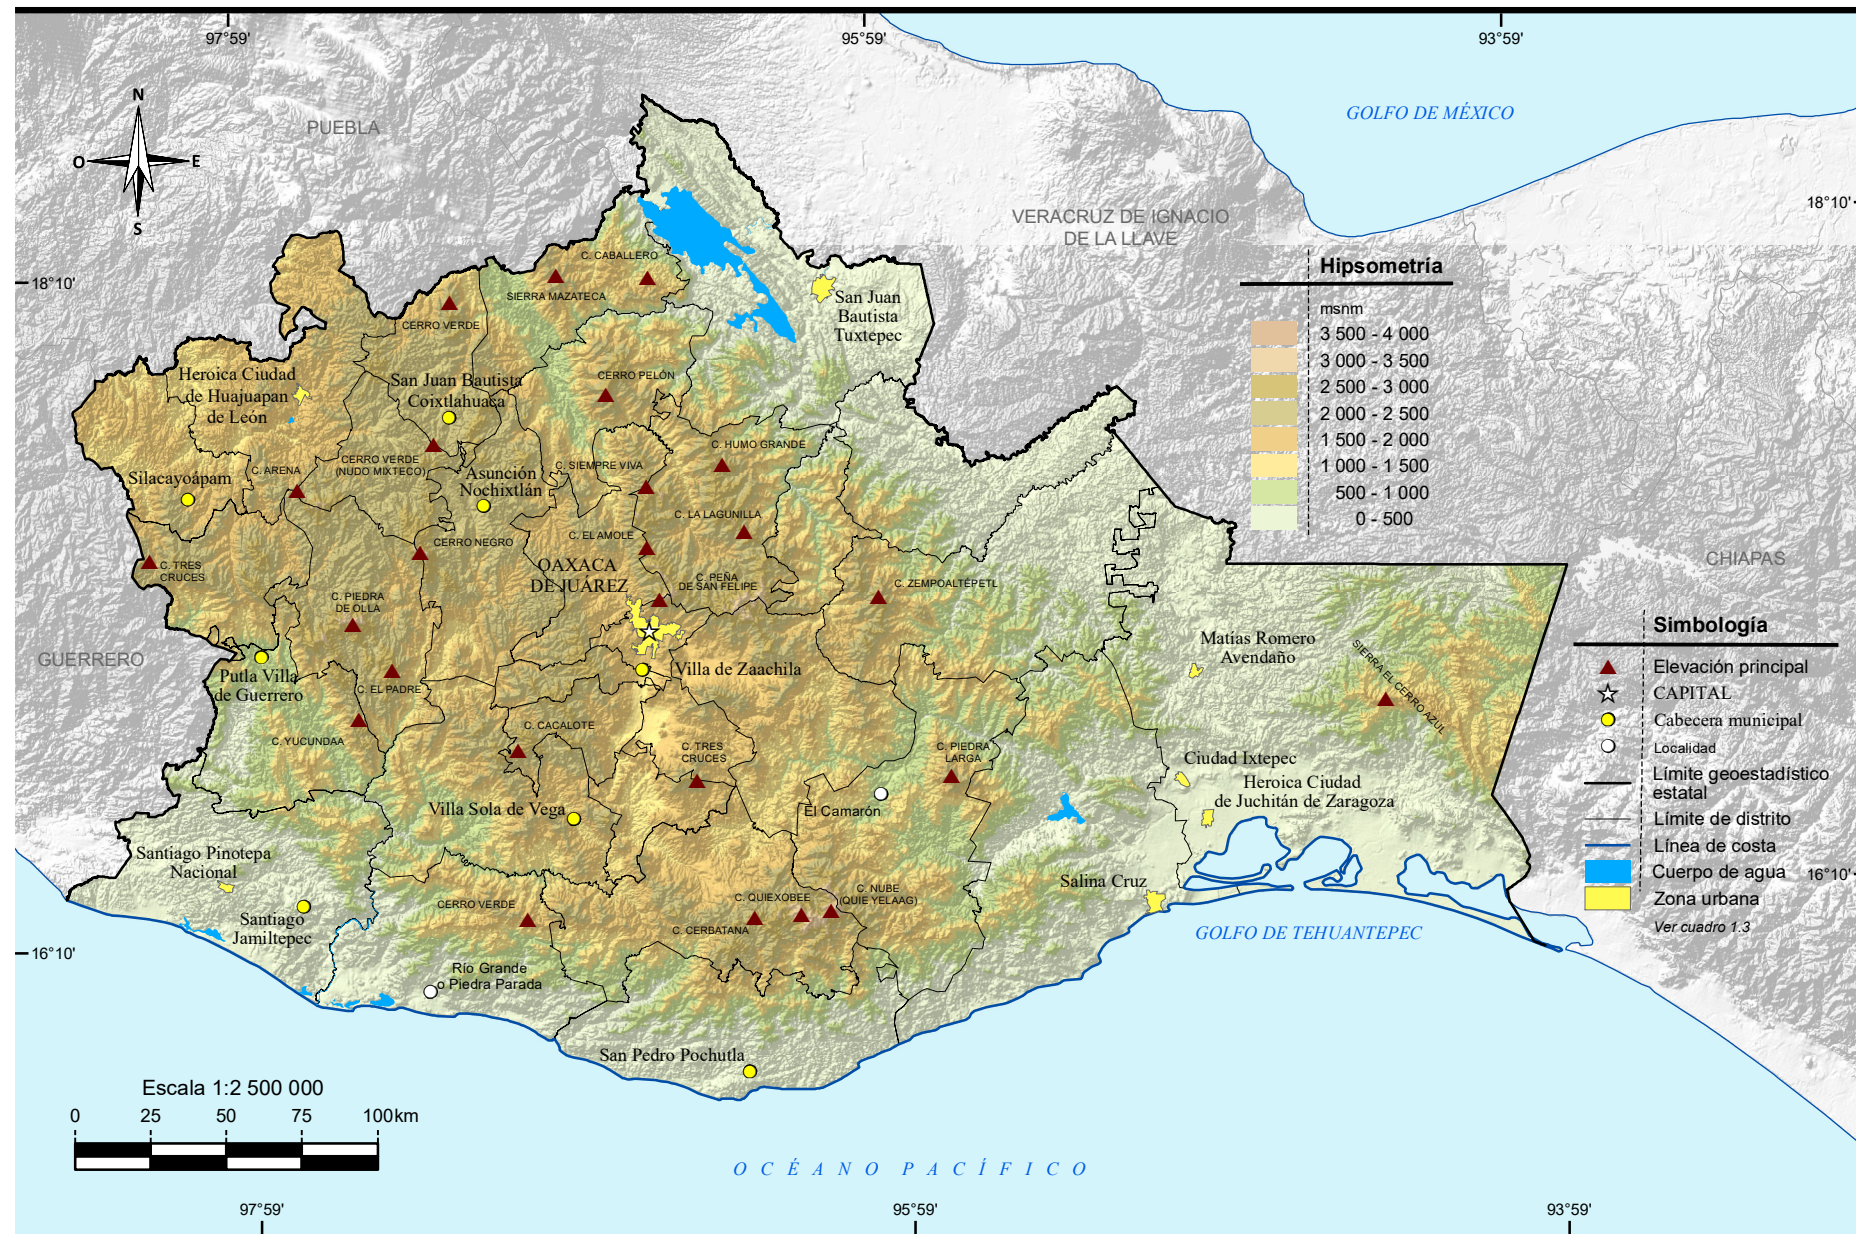 97°59'
95°59'
93°59'
N
O
E
S
PUEBLA
GOLFO DE MÉXICO
18°10'
VERACRUZ DE IGNACIO
DE LA LLAVE
18°10'
C. CABALLERO
SIERRA MAZATECA
CERRO VERDE
San Juan
Bautista
Tuxtepec
Hipsometría
msnm
3 500 - 4 000
3 000 - 3 500
2 500 - 3 000
2 000 - 2 500
1 500 - 2 000
1 000 - 1 500
500 - 1 000
0 - 500
Heroica Ciudad
de Huajuapan
de León
San Juan Bautista
Coixtlahuaca
CERRO PELÓN
C. HUMO GRANDE
CERRO VERDE
(NUDO MIXTECO)
C. ARENA
Silacayoápam
Asunción
Nochixtlán
C. SIEMPRE VIVA
C. LA LAGUNILLA
C. EL AMOLE
CERRO NEGRO
C. TRES
CRUCES
OAXACA
DE JUÁREZ
C. PEÑA
DE SAN FELIPE
C. ZEMPOALTÉPETL
CHIAPAS
C. PIEDRA
DE OLLA
GUERRERO
Putla Villa
de Guerrero
C. EL PADRE
Villa de Zaachila
Matías Romero
Avendaño
SIERRA EL CERRO AZUL
C. YUCUNDAA
C. CACALOTE
C. TRES
CRUCES
C. PIEDRA
LARGA
Ciudad Ixtepec
Heroica Ciudad
de Juchitán de Zaragoza
Villa Sola de Vega
El Camarón
Simbología
Elevación principal
CAPITAL
Cabecera municipal
Localidad
Límite geoestadístico
estatal
Límite de distrito
Línea de costa
Cuerpo de agua
Zona urbana
Ver cuadro 1.3
16°10'
Santiago Pinotepa
Nacional
Salina Cruz
C. NUBE
(QUIE YELAAG)
C. QUIEXOBEE
CERRO VERDE
C. CERBATANA
Santiago
Jamiltepec
GOLFO DE TEHUANTEPEC
16°10'
Río Grande
o Piedra Parada
San Pedro Pochutla
Escala 1:2 500 000
0 25 50 75 100km
OCÉANO PACÍFICO
97°59'
95°59'
93°59'